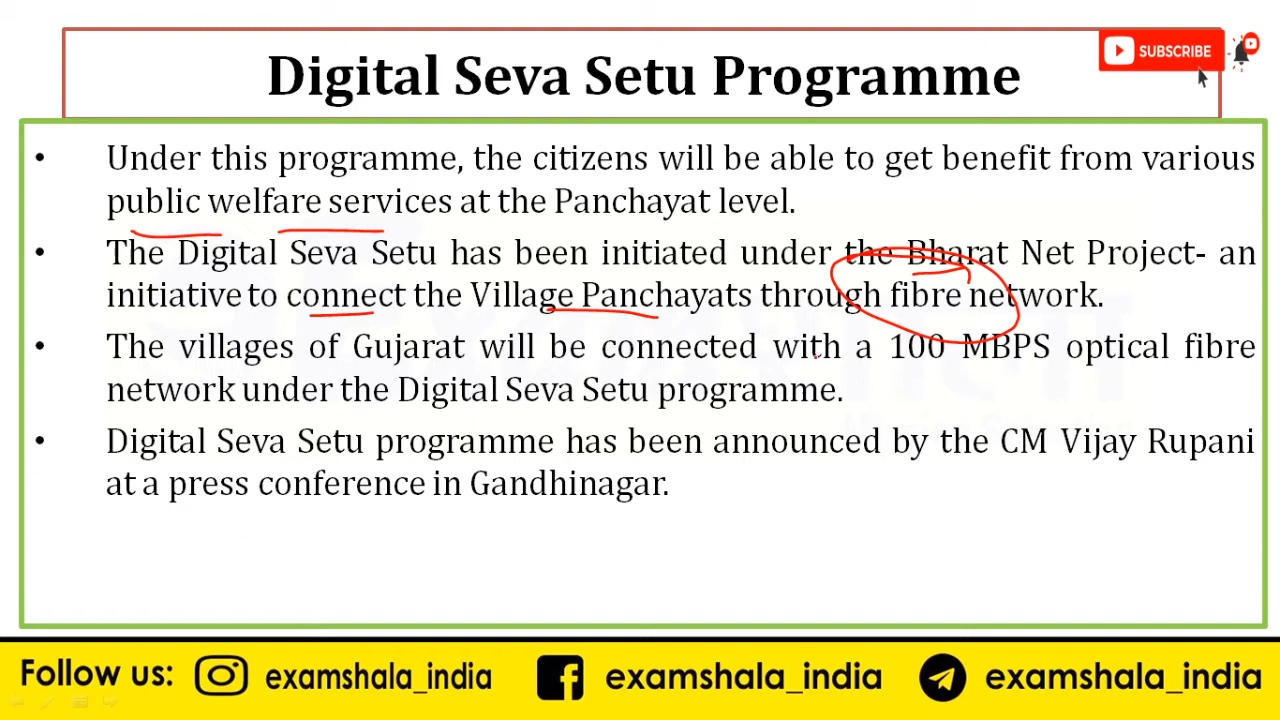 Digital Seva Setu Programme
SUBSCRIBE
• Under this programme, the citizens will be able to get benefit from various
public welfare services at the Panchayat level.
• The Digital Seva Setu has been initiated under the Bharat Net Project- an
initiative to connect the Village Panchayats through fibre network.
• The villages of Gujarat will be connected with a 100 MBPS optical fibre
network under the Digital Seva Setu programme.
• Digital Seva Setu programme has been announced by the CM Vijay Rupani
at a press conference in Gandhinagar.
Follow us: examshala_india examshala_india examshala_india